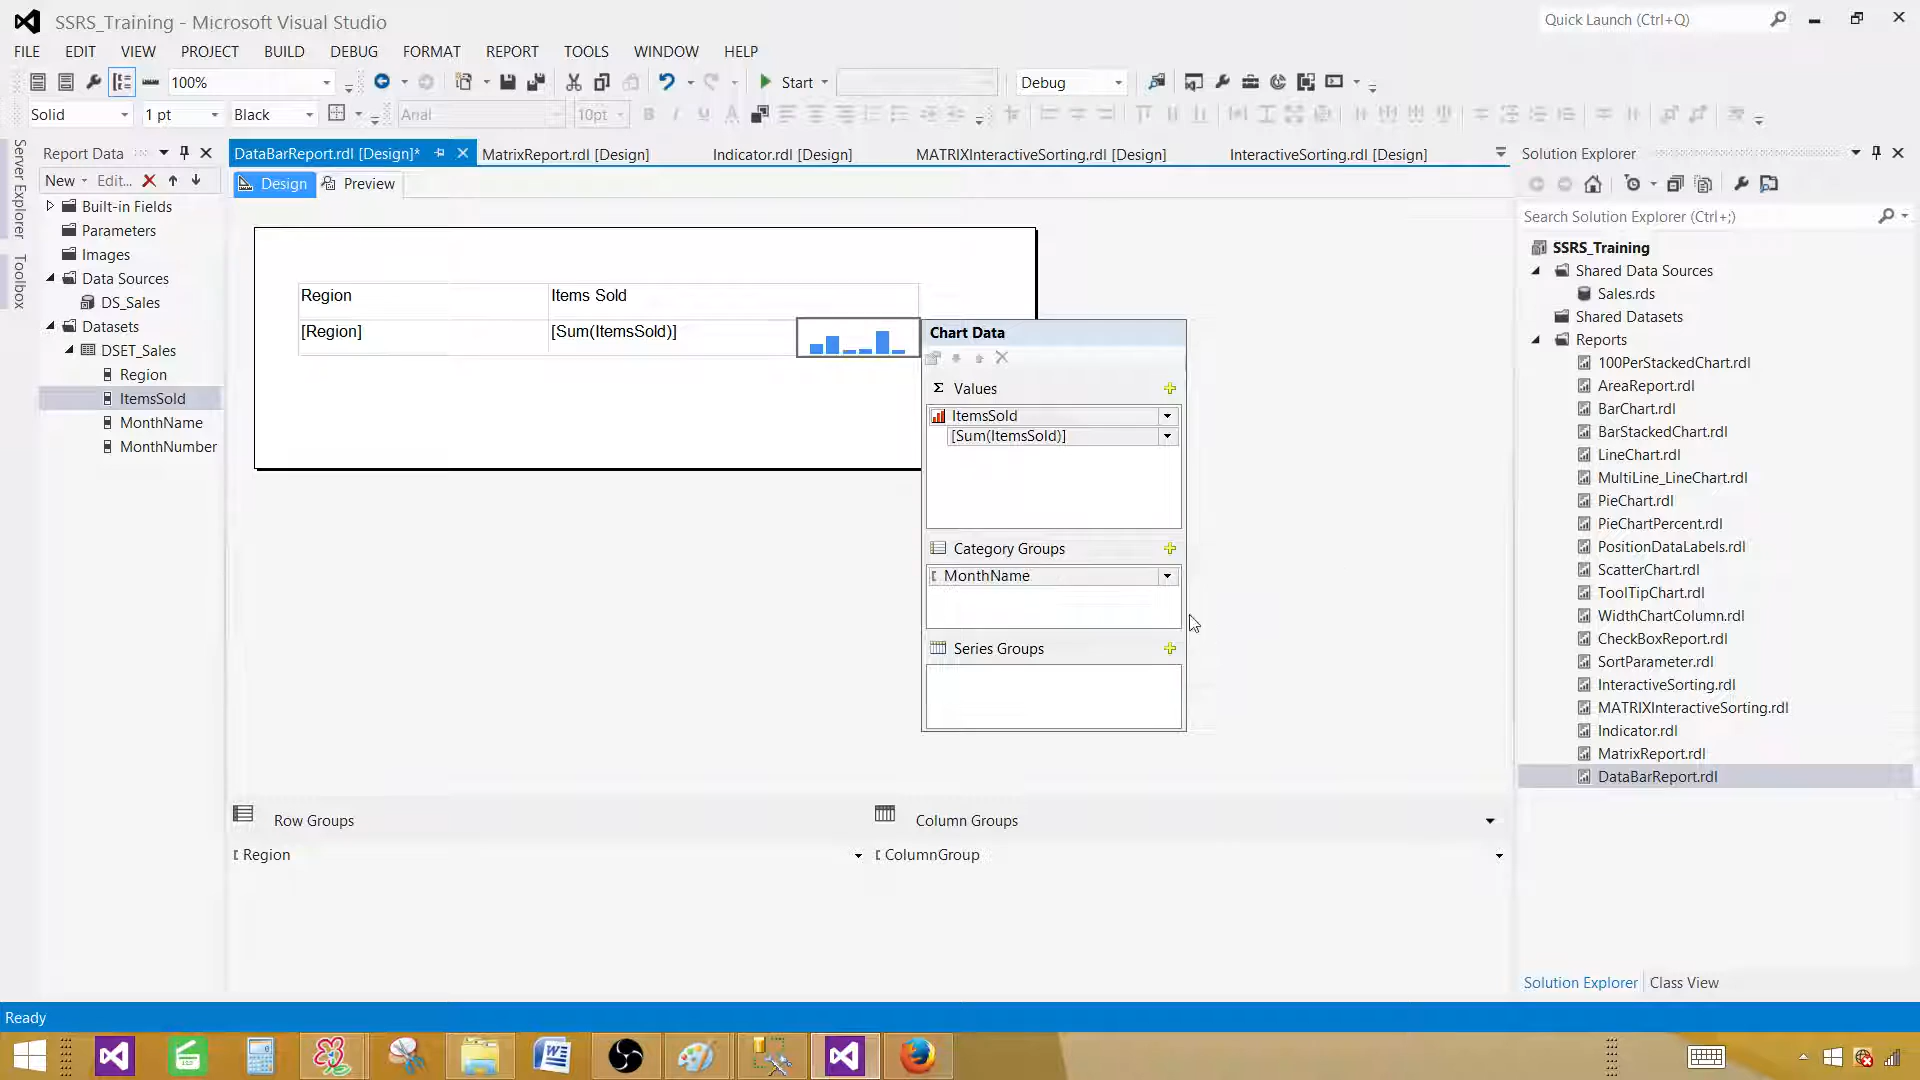 SSRS_Training - Microsoft Visual Studio
Quick Launch (Ctrl+Q)
FILE EDIT VIEW PROJECT BUILD DEBUG FORMAT REPORT TOOLS WINDOW HELP
100% Start Debug
Solid 1 pt Black Arial 10pt
Server Explorer
Toolbox
Report Data
New Edit...
Built-in Fields
Parameters
Images
Data Sources
DS_Sales
Datasets
DSET_Sales
Region
ItemsSold
MonthName
MonthNumber
DataBarReport.rdl [Design]* MatrixReport.rdl [Design] Indicator.rdl [Design] MATRIXInteractiveSorting.rdl [Design] InteractiveSorting.rdl [Design]
Design Preview
Region Items Sold
[Region] [Sum(ItemsSold)]
Chart Data
Σ Values
ItemsSold
[Sum(ItemsSold)]
Category Groups
MonthName
Series Groups
Row Groups Column Groups
Region ColumnGroup
Solution Explorer
Search Solution Explorer (Ctrl+;)
SSRS_Training
Shared Data Sources
Sales.rds
Shared Datasets
Reports
100PerStackedChart.rdl
AreaReport.rdl
BarChart.rdl
BarStackedChart.rdl
LineChart.rdl
MultiLine_LineChart.rdl
PieChart.rdl
PieChartPercent.rdl
PositionDataLabels.rdl
ScatterChart.rdl
ToolTipChart.rdl
WidthChartColumn.rdl
CheckBoxReport.rdl
SortParameter.rdl
InteractiveSorting.rdl
MATRIXInteractiveSorting.rdl
Indicator.rdl
MatrixReport.rdl
DataBarReport.rdl
Solution Explorer Class View
Ready